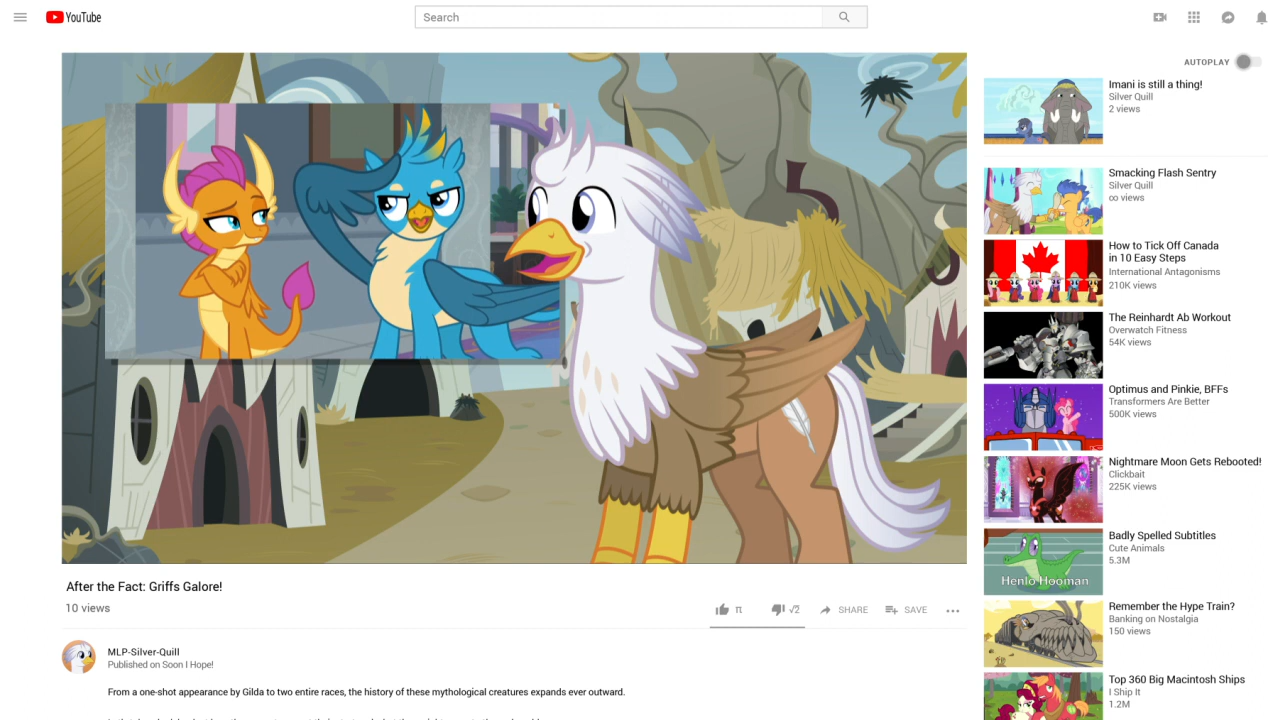 YouTube
Search
AUTOPLAY
Imani is still a thing!
Silver Quill
2 views
Smacking Flash Sentry
Silver Quill
∞ views
How to Tick Off Canada
in 10 Easy Steps
International Antagonisms
210K views
The Reinhardt Ab Workout
Overwatch Fitness
54K views
Optimus and Pinkie, BFFs
Transformers Are Better
500K views
Nightmare Moon Gets Rebooted!
Clickbait
225K views
Henlo Hooman
Badly Spelled Subtitles
Cute Animals
5.3M
Remember the Hype Train?
Banking on Nostalgia
150 views
Top 360 Big Macintosh Ships
I Ship It
1.2M
After the Fact: Griffs Galore!
10 views
π
√2
SHARE
SAVE
MLP-Silver-Quill
Published on Soon I Hope!
From a one-shot appearance by Gilda to two entire races, the history of these mythological creatures expands ever outward.